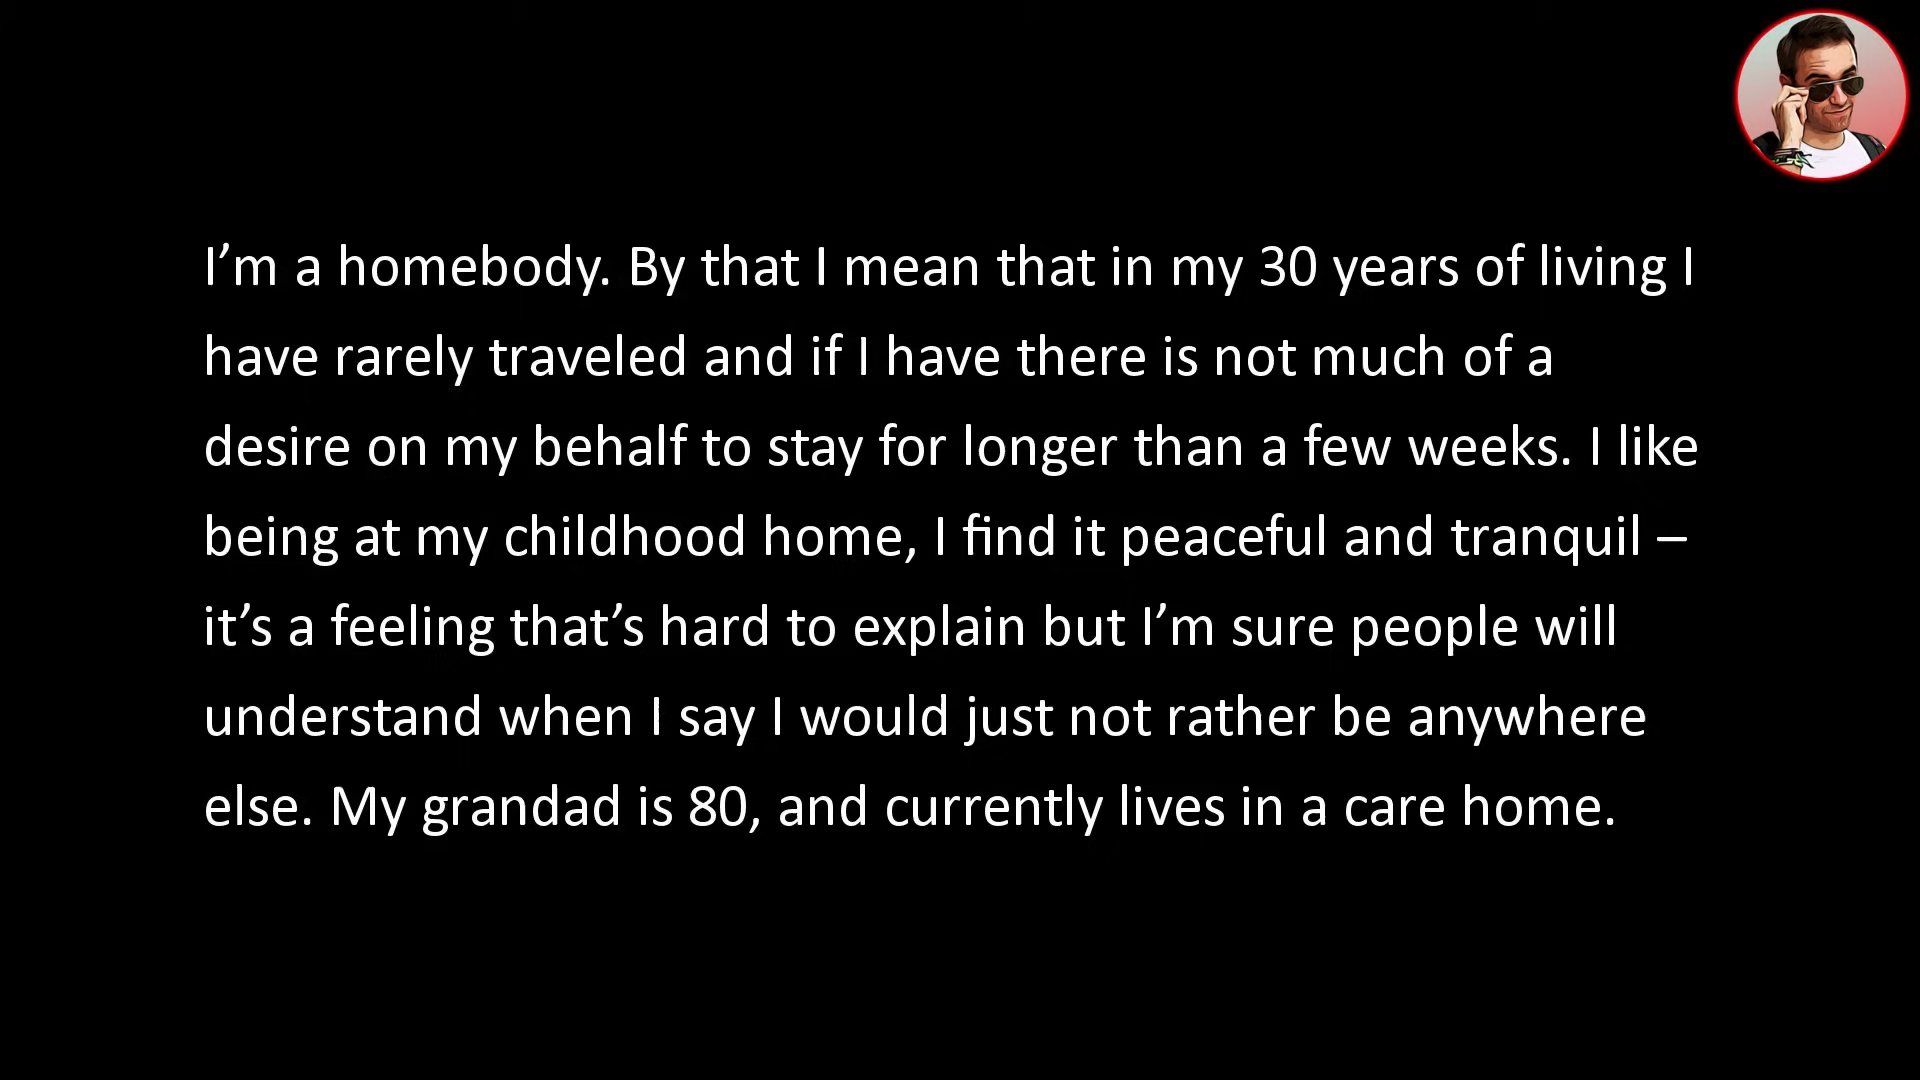 I’m a homebody. By that I mean that in my 30 years of living I
have rarely traveled and if I have there is not much of a
desire on my behalf to stay for longer than a few weeks. I like
being at my childhood home, I find it peaceful and tranquil –
it’s a feeling that’s hard to explain but I’m sure people will
understand when I say I would just not rather be anywhere
else. My grandad is 80, and currently lives in a care home.